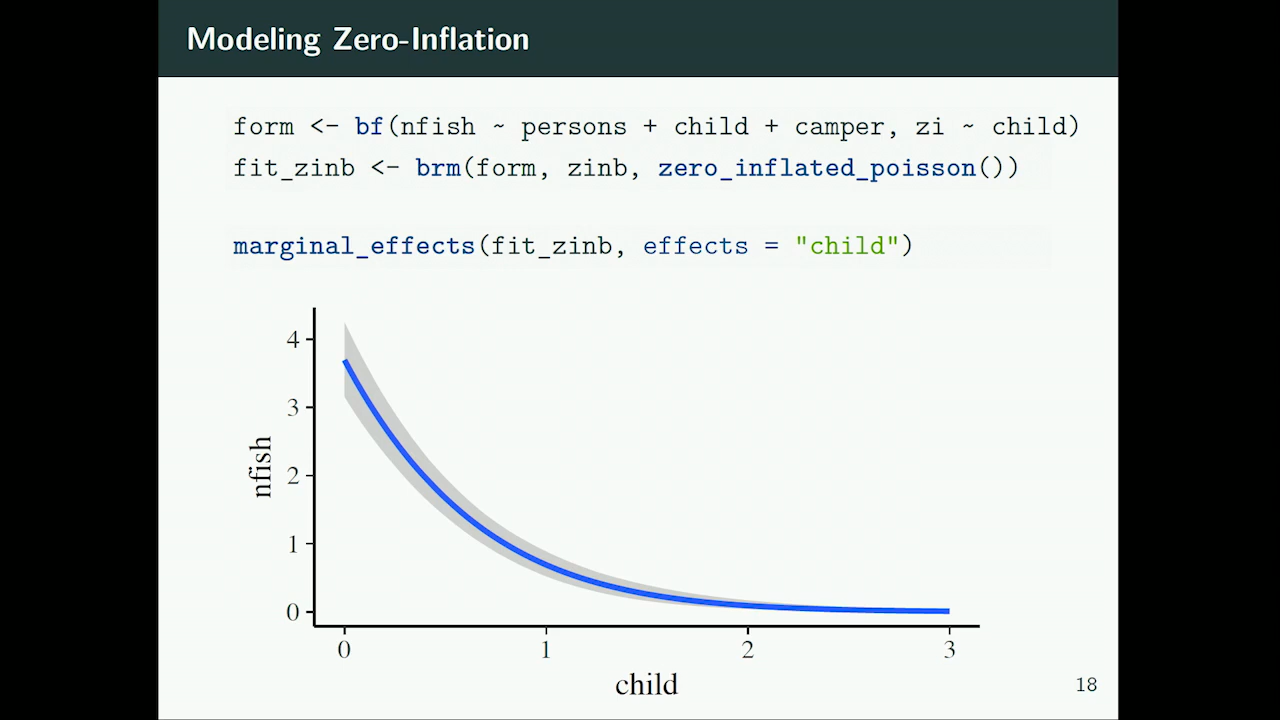 Modeling Zero-Inflation
form <- bf(nfish ~ persons + child + camper, zi ~ child)
fit_zinb <- brm(form, zinb, zero_inflated_poisson())
marginal_effects(fit_zinb, effects = "child")
4
3
2
1
0
nfish
0 1 2 3
child
18